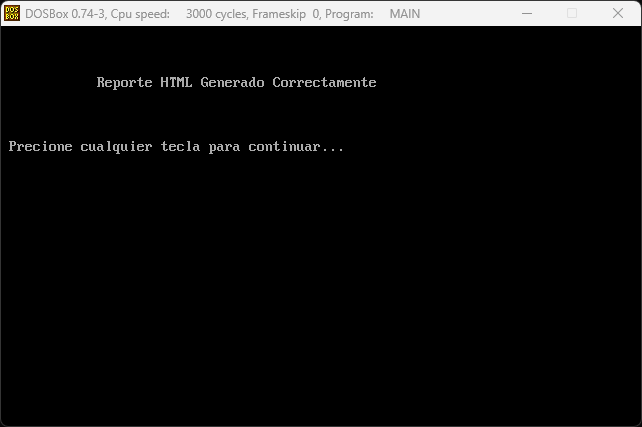 DOSBox 0.74-3, Cpu speed: 3000 cycles, Frameskip 0, Program: MAIN
Reporte HTML Generado Correctamente
Precione cualquier tecla para continuar...